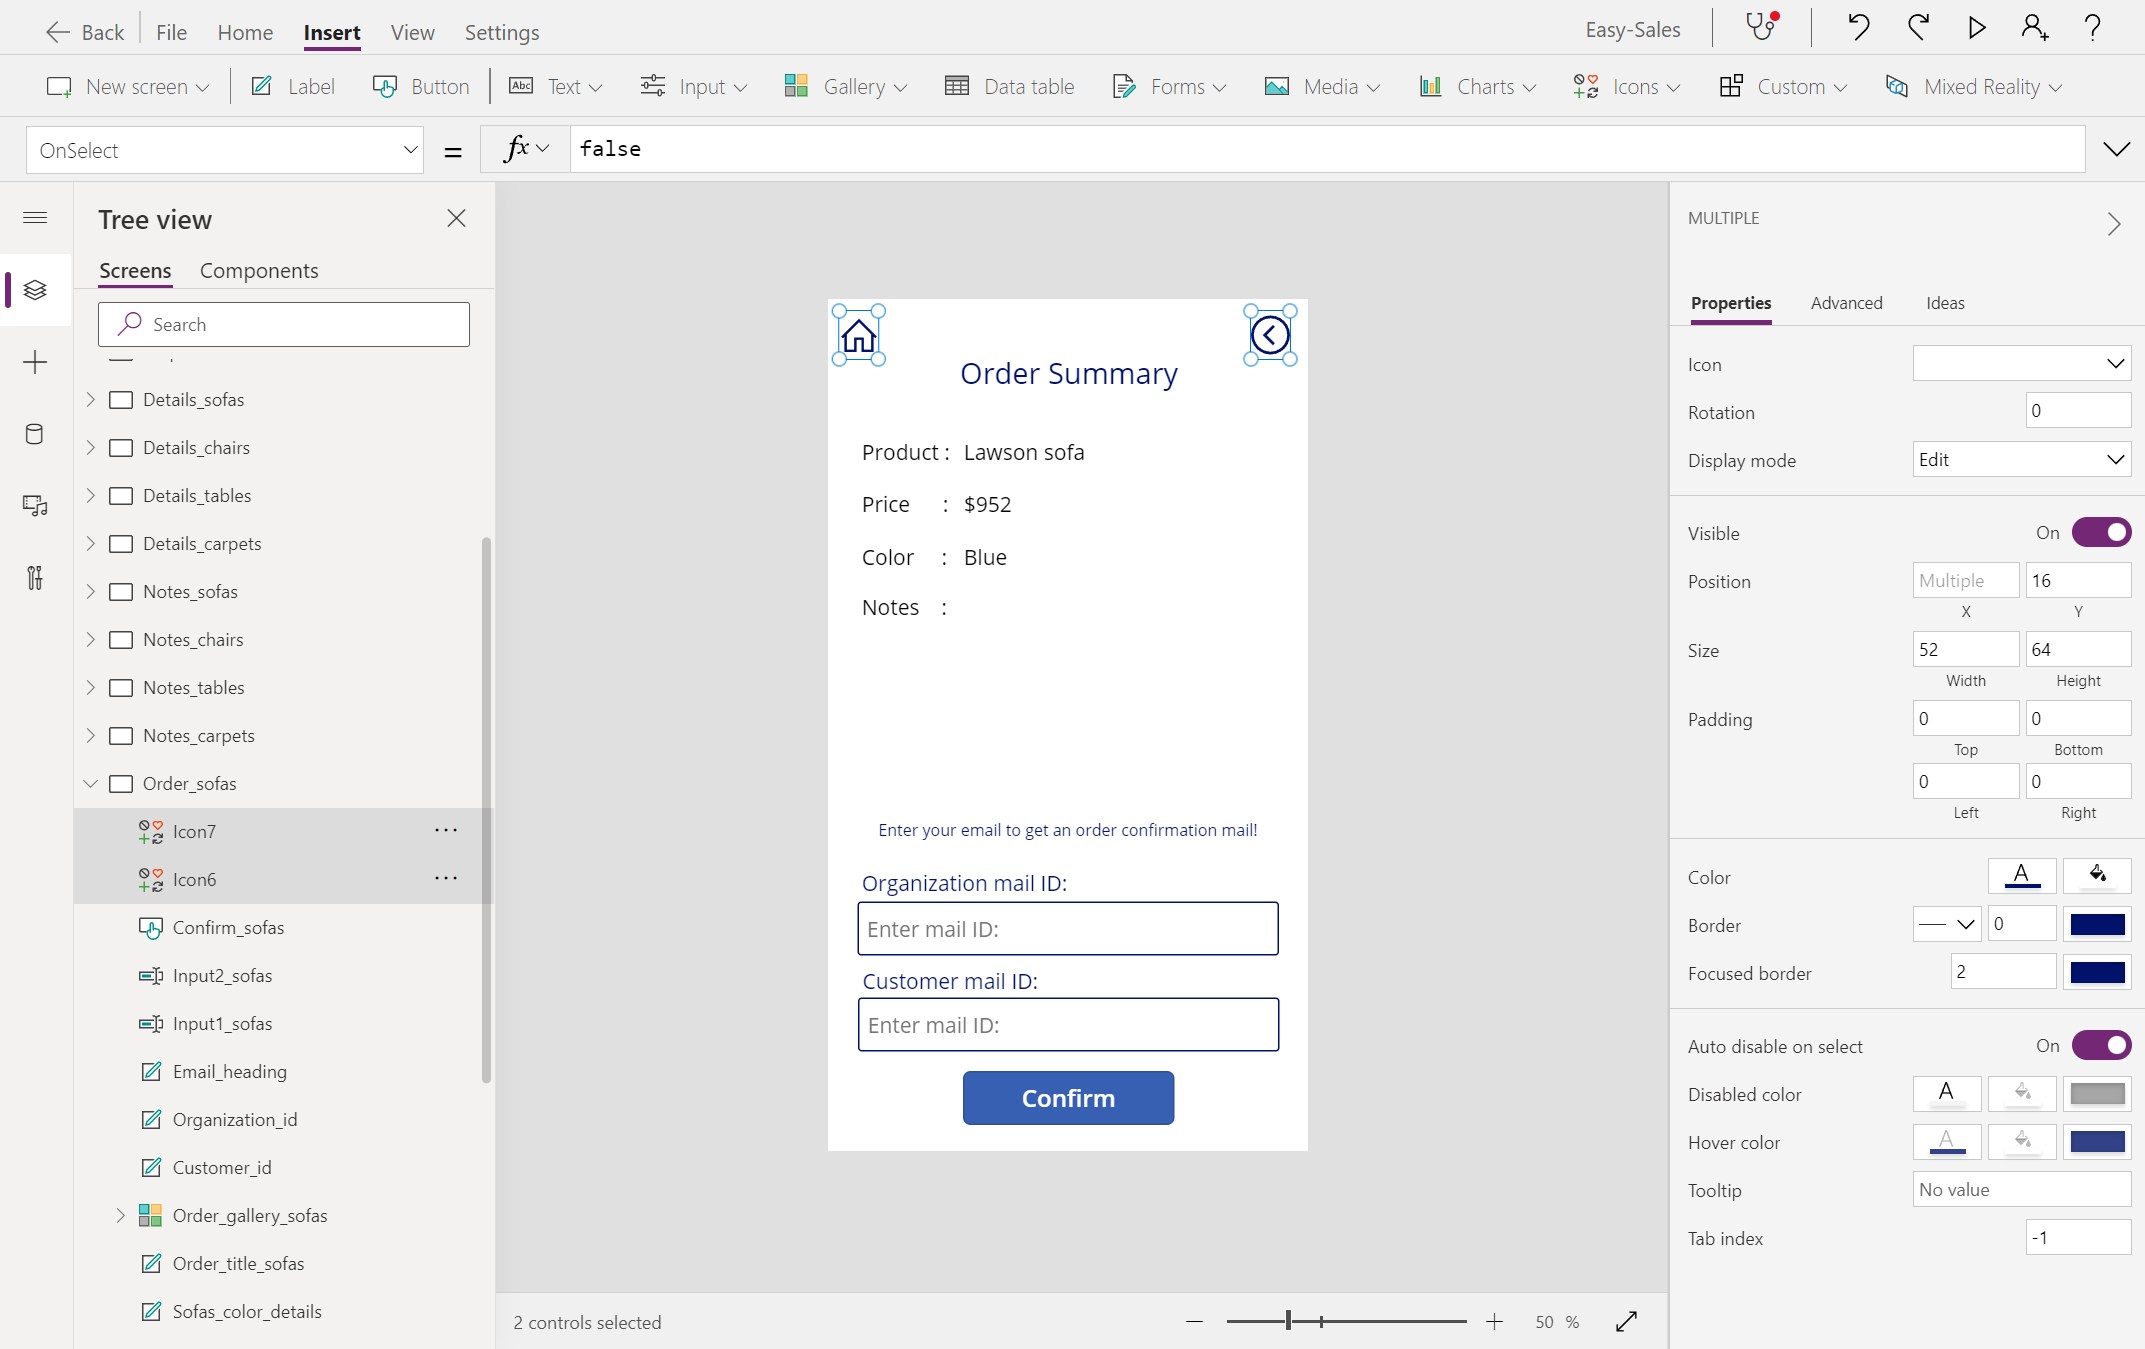 Back File Home Insert View Settings Easy-Sales
New screen Label Button Abc Text Input Gallery Data table Forms Media Charts Icons Custom Mixed Reality
OnSelect = fx false
Tree view
Screens Components
Search
Details_sofas
Details_chairs
Details_tables
Details_carpets
Notes_sofas
Notes_chairs
Notes_tables
Notes_carpets
Order_sofas
Icon7 ...
Icon6 ...
Confirm_sofas
Input2_sofas
Input1_sofas
Email_heading
Organization_id
Customer_id
Order_gallery_sofas
Order_title_sofas
Sofas_color_details
Order Summary
Product : Lawson sofa
Price : $952
Color : Blue
Notes :
Enter your email to get an order confirmation mail!
Organization mail ID:
Enter mail ID:
Customer mail ID:
Enter mail ID:
Confirm
2 controls selected
50 %
MULTIPLE
Properties Advanced Ideas
Icon
Rotation 0
Display mode Edit
Visible On
Position Multiple 16
X Y
Size 52 64
Width Height
Padding 0 0
Top Bottom
0 0
Left Right
Color A
Border 0
Focused border 2
Auto disable on select On
Disabled color A
Hover color A
Tooltip No value
Tab index -1